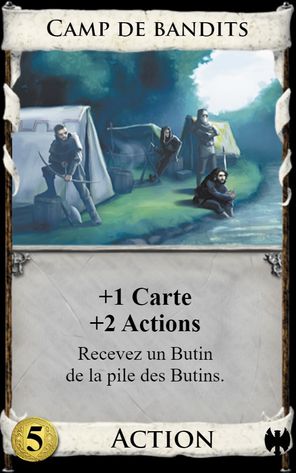 Camp de bandits
+1 Carte
+2 Actions
Recevez un Butin
de la pile des Butins.
5
Action